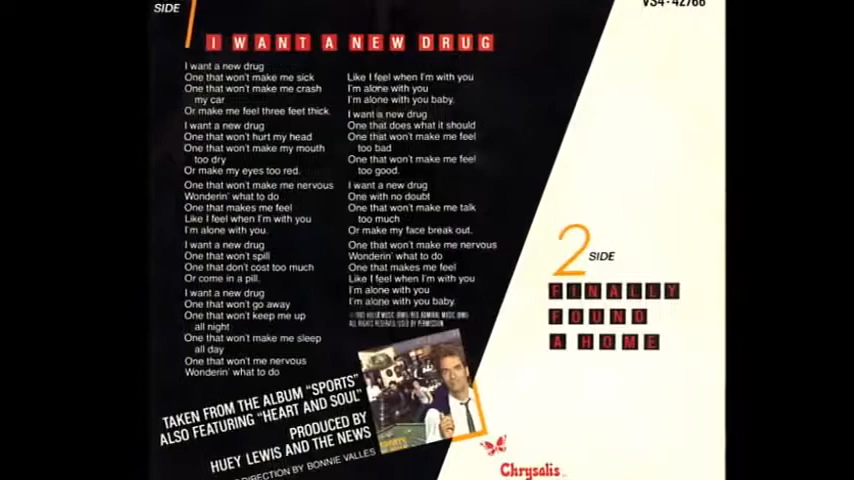 SIDE
1
VS4-42766
I WANT A NEW DRUG
I want a new drug
One that won't make me sick
One that won't make me crash
my car
Or make me feel three feet thick.
I want a new drug
One that won't hurt my head
One that won't make my mouth
too dry
Or make my eyes too red.
One that won't make me nervous
Wonderin' what to do
One that makes me feel
Like I feel when I'm with you
I'm alone with you.
I want a new drug
One that won't spill
One that don't cost too much
Or come in a pill.
I want a new drug
One that won't go away
One that won't keep me up
all night
One that won't make me sleep
all day
One that won't me nervous
Wonderin' what to do
Like I feel when I'm with you
I'm alone with you
I'm alone with you baby.
I want a new drug
One that does what it should
One that won't make me feel
too bad
One that won't make me feel
too good.
I want a new drug
One with no doubt
One that won't make me talk
too much
Or make my face break out.
One that won't make me nervous
Wonderin' what to do
One that makes me feel
Like I feel when I'm with you
I'm alone with you
I'm alone with you baby.
ALL RIGHTS RESERVED/USED BY PERMISSION
TAKEN FROM THE ALBUM "SPORTS"
ALSO FEATURING "HEART AND SOUL"
PRODUCED BY
HUEY LEWIS AND THE NEWS
DIRECTION BY BONNIE VALLES
SPORTS
2
SIDE
FINALLY
FOUND
A HOME
Chrysalis